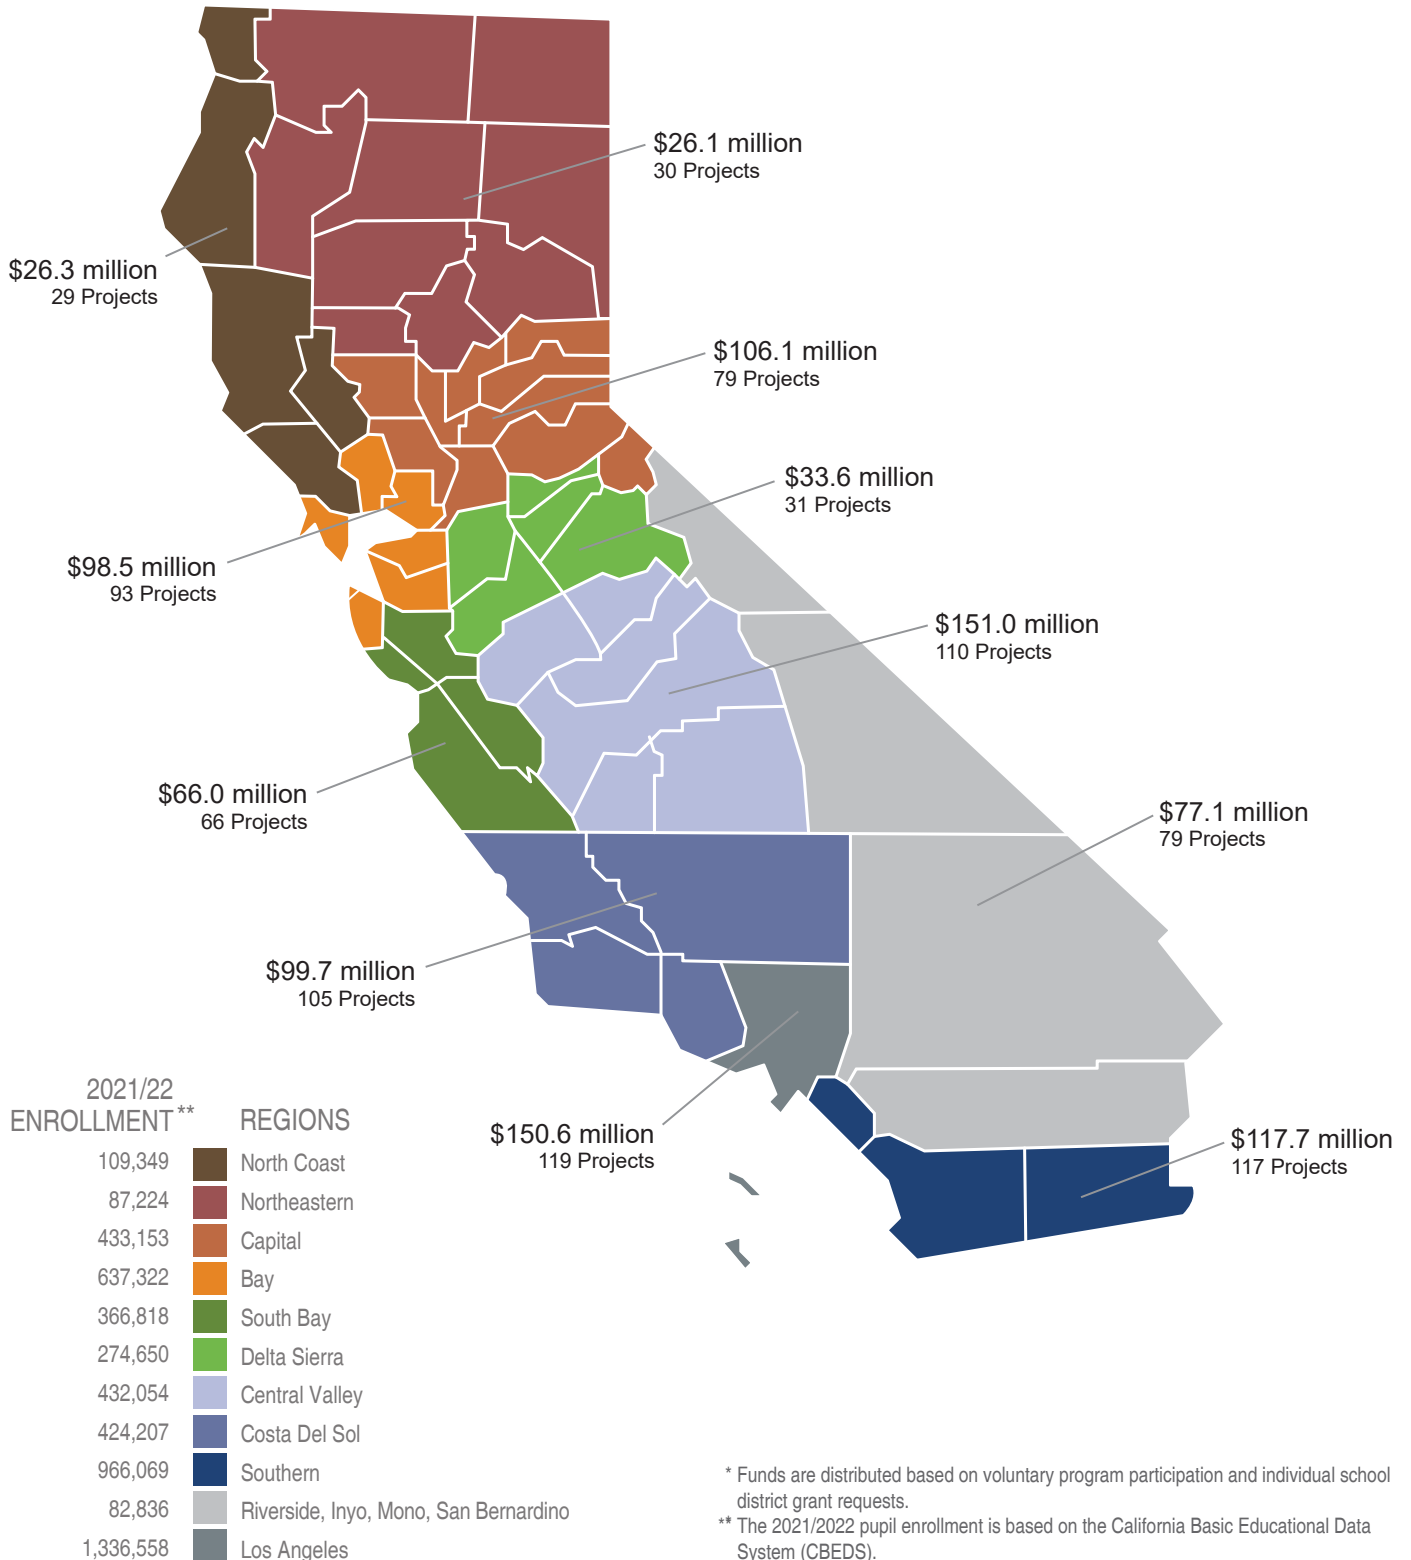 $26.1 million
30 Projects
$26.3 million
29 Projects
$106.1 million
79 Projects
$33.6 million
31 Projects
$98.5 million
93 Projects
$151.0 million
110 Projects
$66.0 million
66 Projects
$77.1 million
79 Projects
$99.7 million
105 Projects
$150.6 million
119 Projects
$117.7 million
117 Projects
2021/22
ENROLLMENT** REGIONS
109,349 North Coast
87,224 Northeastern
433,153 Capital
637,322 Bay
366,818 South Bay
274,650 Delta Sierra
432,054 Central Valley
424,207 Costa Del Sol
966,069 Southern
82,836 Riverside, Inyo, Mono, San Bernardino
1,336,558 Los Angeles
* Funds are distributed based on voluntary program participation and individual school
district grant requests.
** The 2021/2022 pupil enrollment is based on the California Basic Educational Data
System (CBEDS).